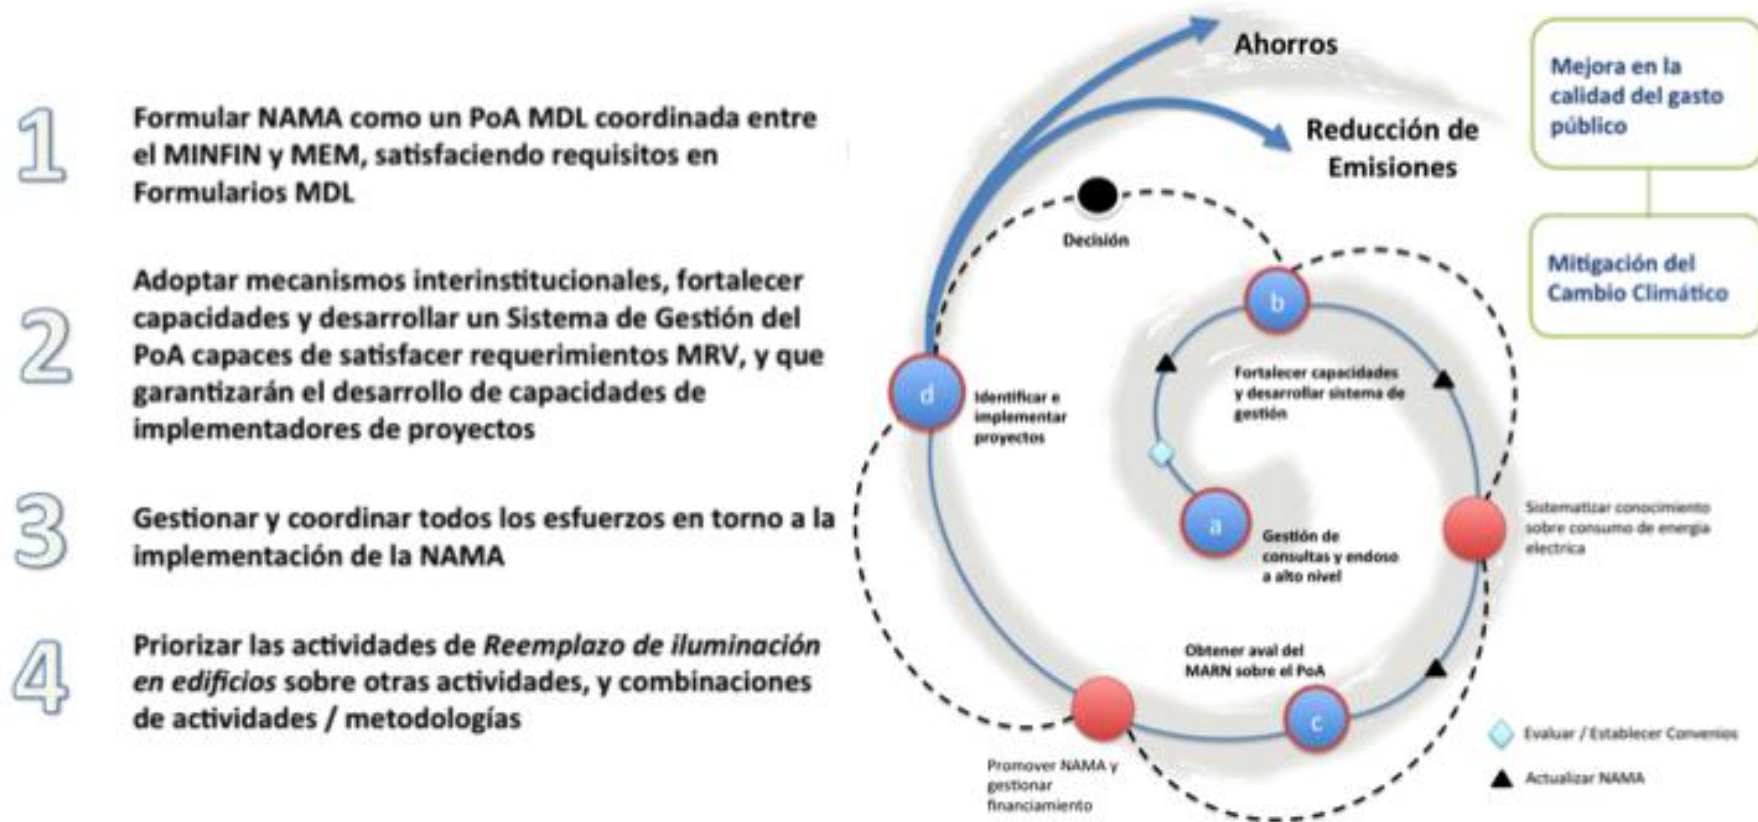 1
Formular NAMA como un PoA MDL coordinada entre
el MINFIN y MEM, satisfaciendo requisitos en
Formularios MDL
2
Adoptar mecanismos interinstitucionales, fortalecer
capacidades y desarrollar un Sistema de Gestión del
PoA capaces de satisfacer requerimientos MRV, y que
garantizarán el desarrollo de capacidades de
implementadores de proyectos
3
Gestionar y coordinar todos los esfuerzos en torno a la
implementación de la NAMA
4
Priorizar las actividades de Reemplazo de iluminación
en edificios sobre otras actividades, y combinaciones
de actividades / metodologías
Ahorros
Reducción de
Emisiones
Decisión
b
Fortalecer capacidades
y desarrollar sistema de
gestión
d
Identificar e
implementar
proyectos
a
Gestión de
consultas y endoso
a alto nivel
Sistematizar conocimiento
sobre consumo de energia
electrica
Obtener aval del
MARN sobre el PoA
c
Promover NAMA y
gestionar
financiamiento
Mejora en la
calidad del gasto
público
Mitigación del
Cambio Climático
Evaluar / Establecer Convenios
Actualizar NAMA